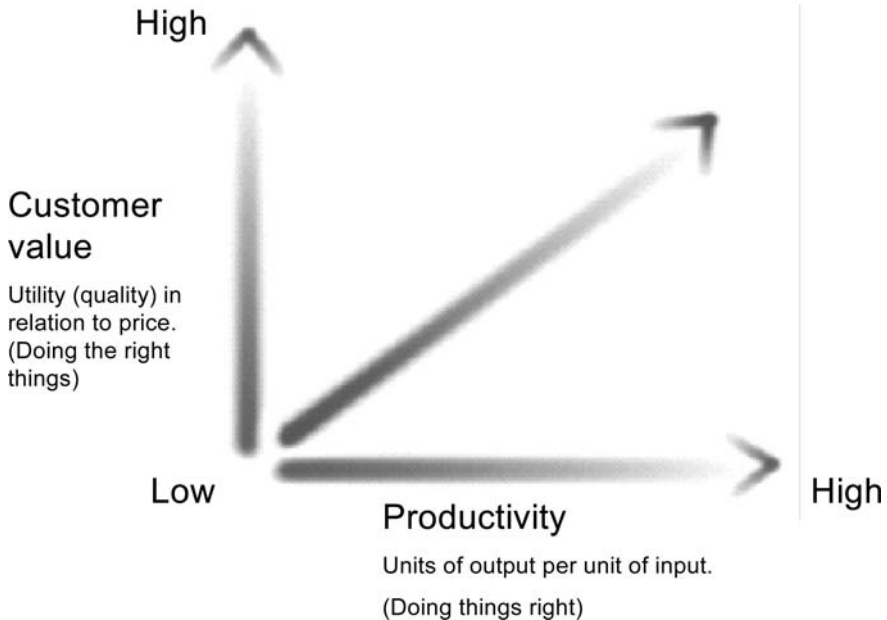 High
Customer
value
Utility (quality) in
relation to price.
(Doing the right
things)
Low
High
Productivity
Units of output per unit of input.
(Doing things right)